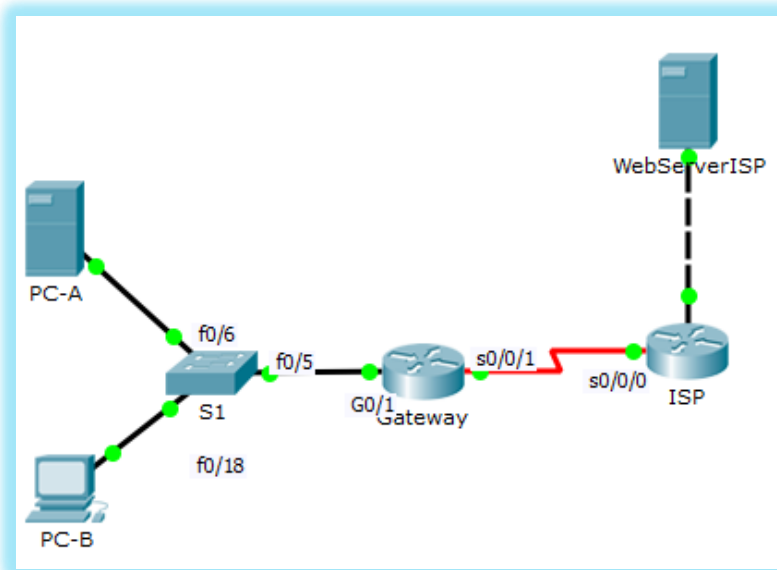 WebServerISP
PC-A
f0/6
f0/5
s0/0/1
s0/0/0
ISP
G0/1
S1
Gateway
f0/18
PC-B